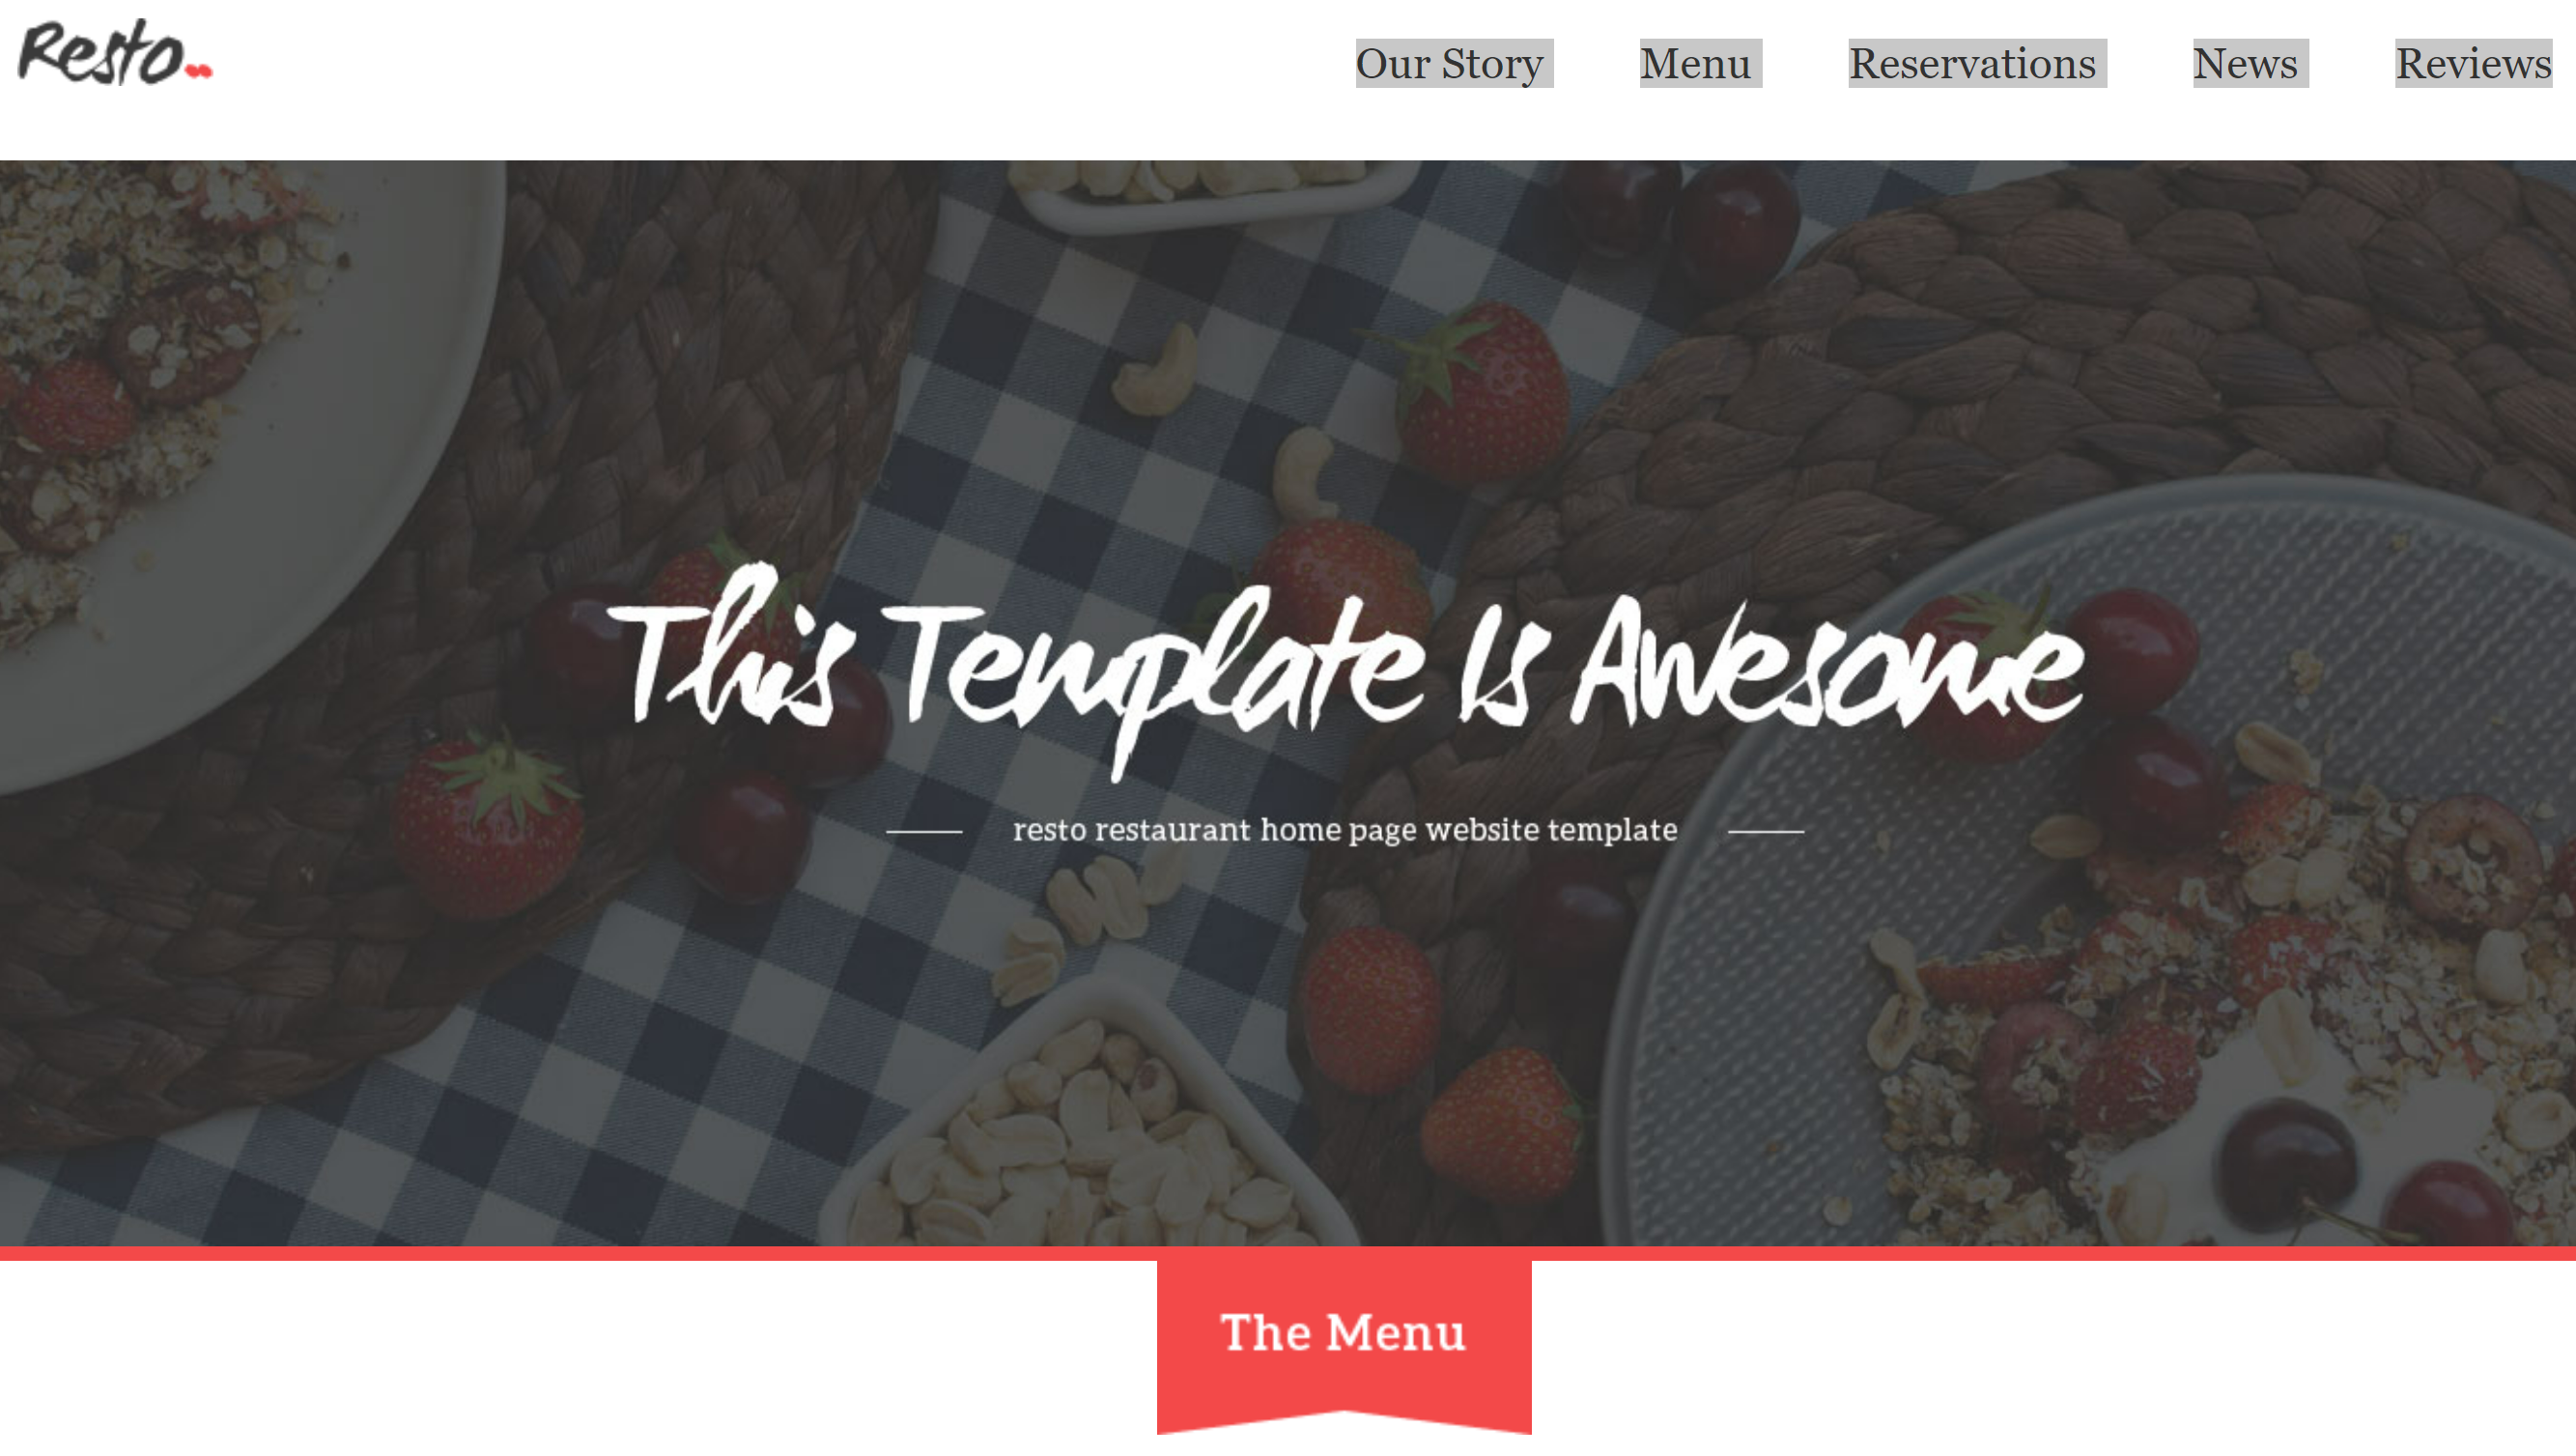 Resto
Our Story Menu Reservations News Reviews
This Template Is Awesome
resto restaurant home page website template
The Menu